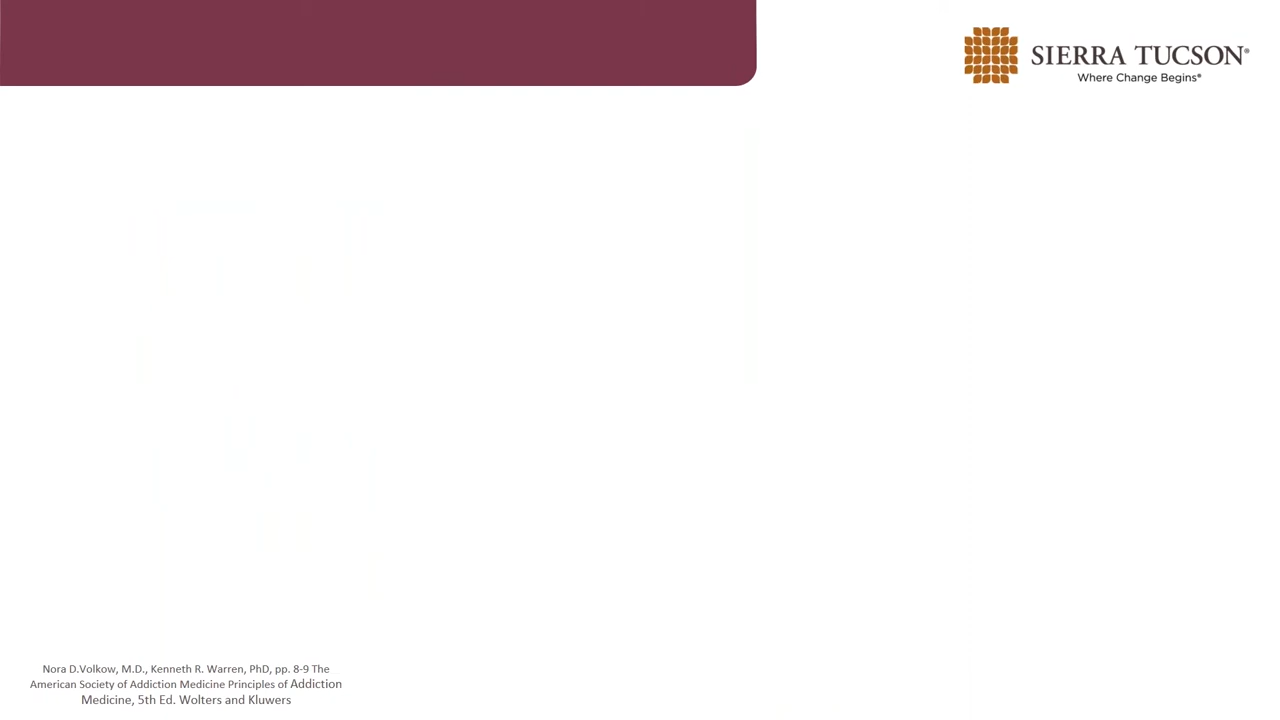 SIERRA TUCSON®
Where Change Begins®
Nora D.Volkow, M.D., Kenneth R. Warren, PhD, pp. 8-9 The
American Society of Addiction Medicine Principles of Addiction
Medicine, 5th Ed. Wolters and Kluwers